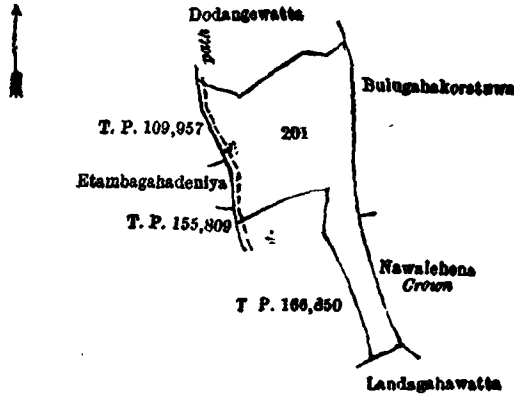 Dodangewatta
path
Bulugahakoratuwa
T. P. 109,957
201
Etambagahadeniya
T. P. 155,809
Nawalehena
Crown
T P. 166,850
Landagahawatta